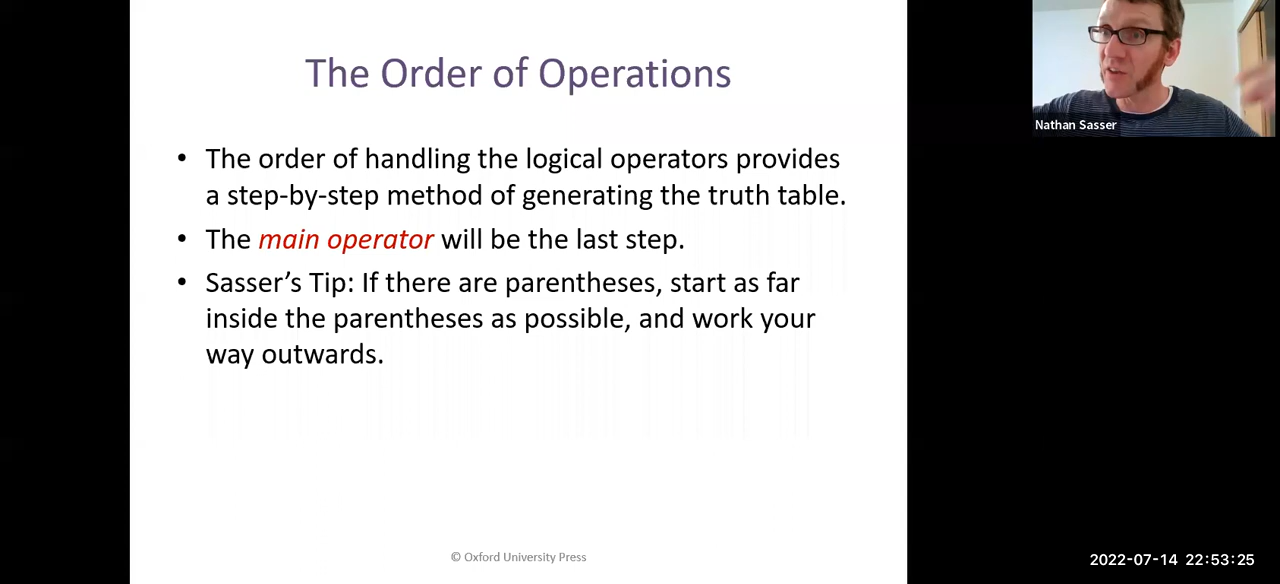 The Order of Operations
• The order of handling the logical operators provides
a step-by-step method of generating the truth table.
• The main operator will be the last step.
• Sasser’s Tip: If there are parentheses, start as far
inside the parentheses as possible, and work your
way outwards.
© Oxford University Press
Nathan Sasser
2022-07-14 22:53:25